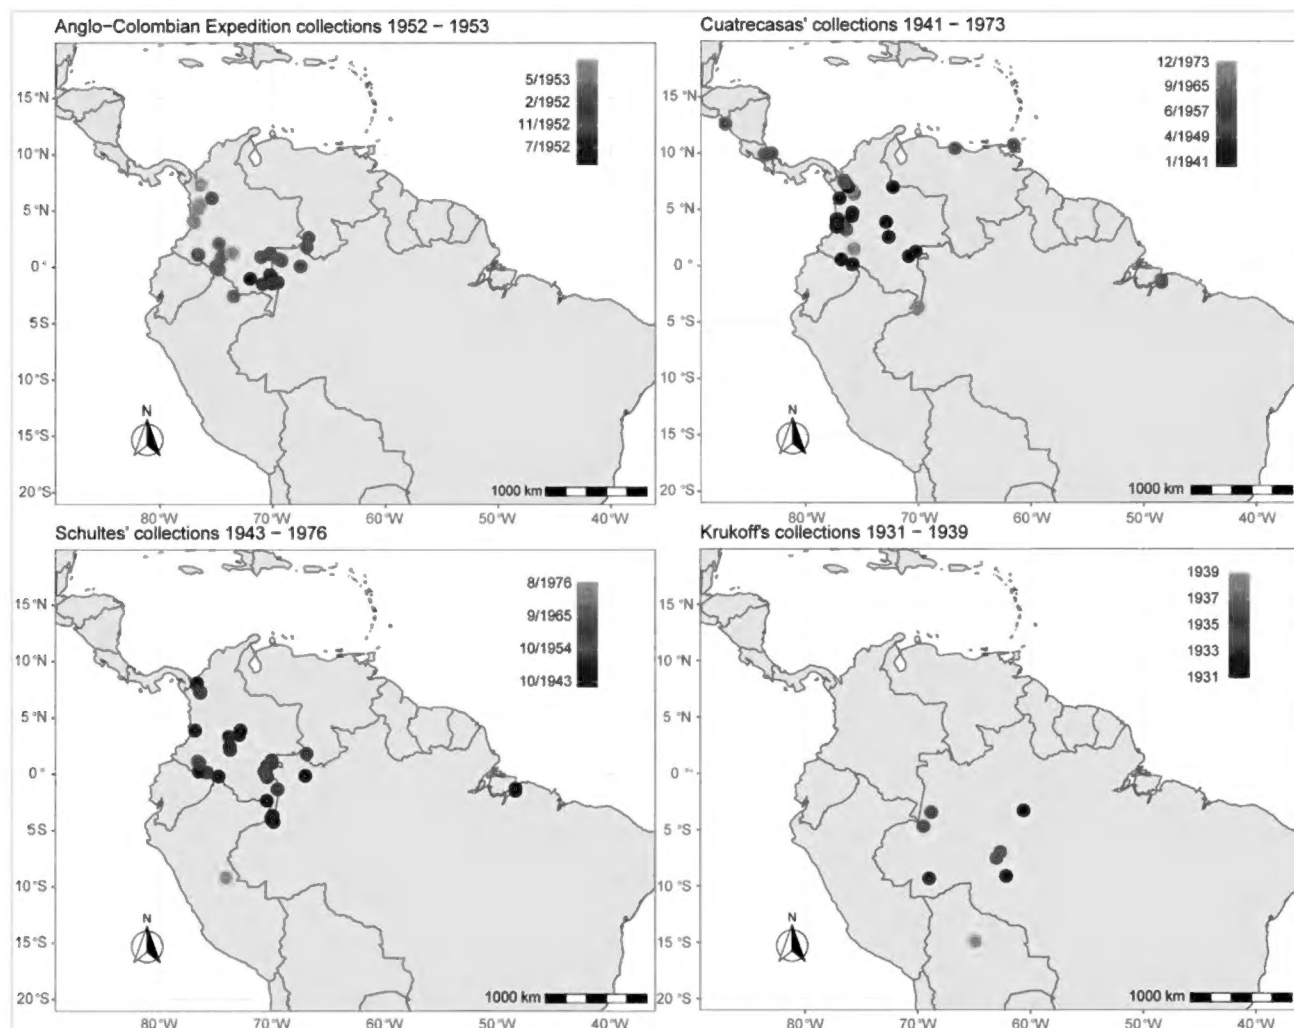 Anglo−Colombian Expedition collections 1952 − 1953
5/1953
2/1952
11/1952
7/1952
15°N
10°N
5°N
0°
5°S
10°S
15°S
20°S
N
1000 km
80°W 70°W 60°W 50°W 40°W
Cuatrecasas' collections 1941 − 1973
12/1973
9/1965
6/1957
4/1949
1/1941
15°N
10°N
5°N
0°
5°S
10°S
15°S
20°S
N
1000 km
80°W 70°W 60°W 50°W 40°W
Schultes' collections 1943 − 1976
8/1976
9/1965
10/1954
10/1943
15°N
10°N
5°N
0°
5°S
10°S
15°S
20°S
N
1000 km
80°W 70°W 60°W 50°W 40°W
Krukoff's collections 1931 − 1939
1939
1937
1935
1933
1931
15°N
10°N
5°N
0°
5°S
10°S
15°S
20°S
N
1000 km
80°W 70°W 60°W 50°W 40°W